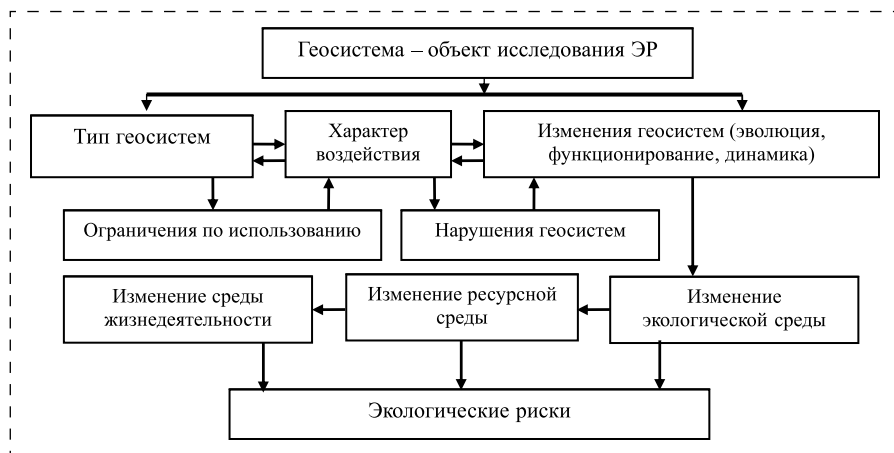 Геосистема – объект исследования ЭР
Тип геосистем
Характер
воздействия
Изменения геосистем (эволюция,
функционирование, динамика)
Ограничения по использованию
Нарушения геосистем
Изменение среды
жизнедеятельности
Изменение ресурсной
среды
Изменение
экологической среды
Экологические риски